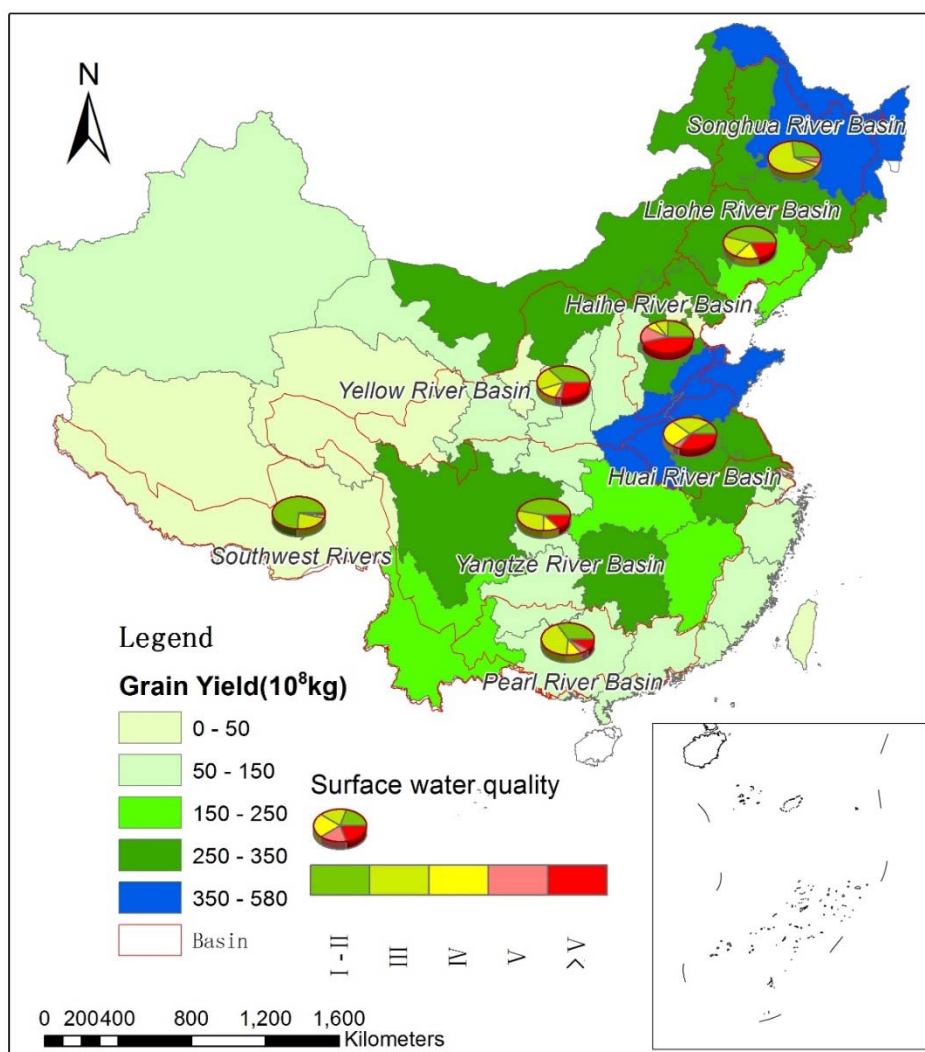 N
Songhua River Basin
Liaohe River Basin
Haihe River Basin
Yellow River Basin
Huai River Basin
Southwest Rivers
Yangtze River Basin
Pearl River Basin
Legend
Grain Yield(10⁸kg)
0 - 50
50 - 150
150 - 250
250 - 350
350 - 580
Basin
Surface water quality
I-II
III
IV
V
>V
0 200400 800 1,200 1,600
Kilometers